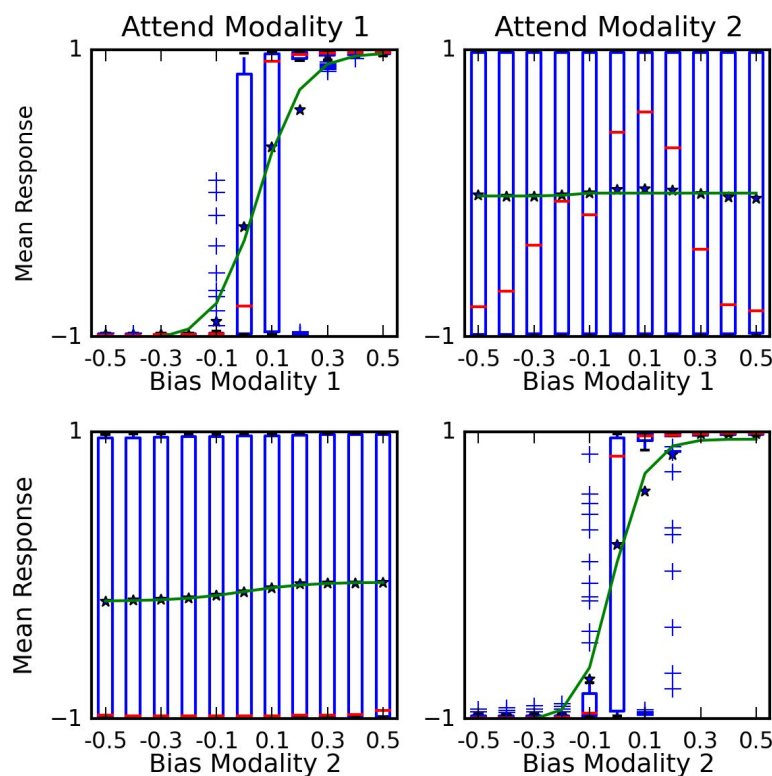 Attend Modality 1
Attend Modality 2
1
1
Mean Response
-1
-1
-0.5 -0.3 -0.1 0.1 0.3 0.5
-0.5 -0.3 -0.1 0.1 0.3 0.5
Bias Modality 1
Bias Modality 1
1
1
Mean Response
-1
-1
-0.5 -0.3 -0.1 0.1 0.3 0.5
-0.5 -0.3 -0.1 0.1 0.3 0.5
Bias Modality 2
Bias Modality 2